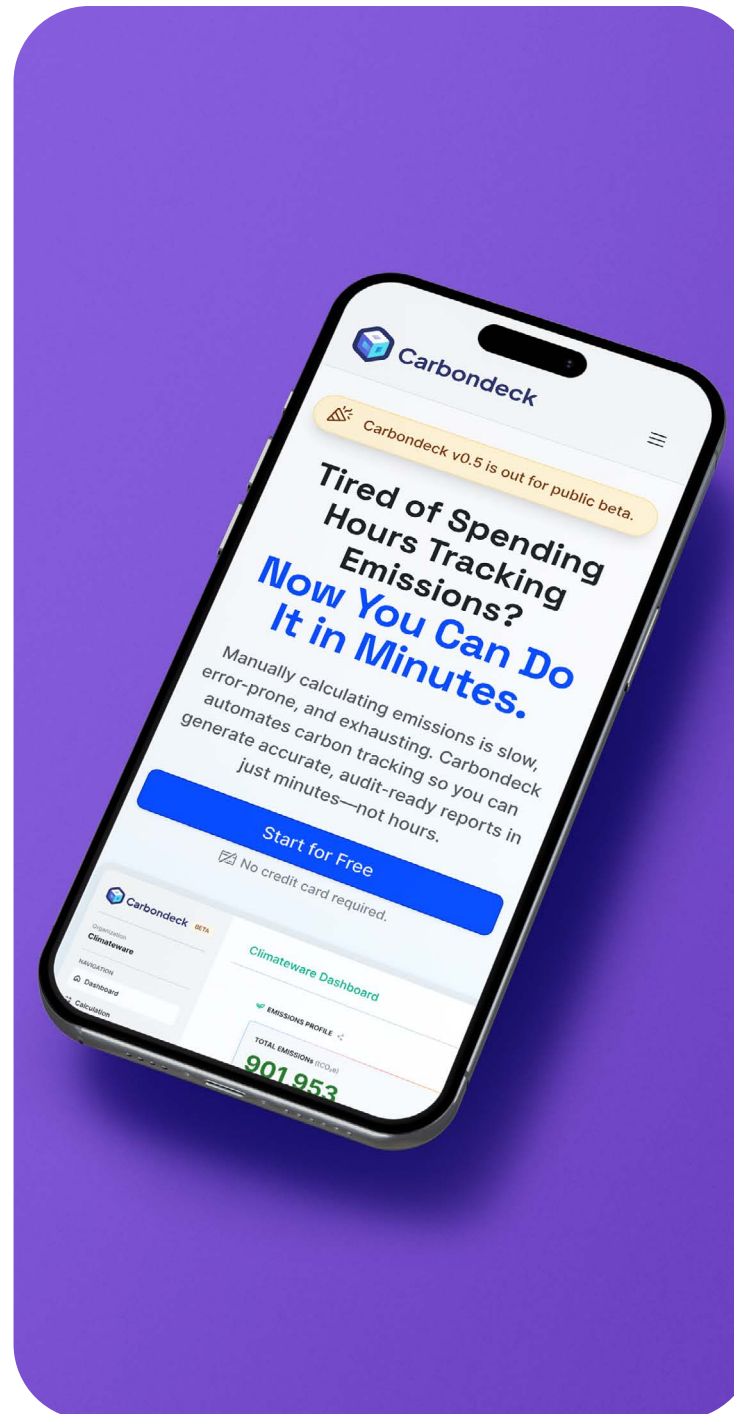 Carbondeck
Carbondeck v0.5 is out for public beta.
Tired of Spending
Hours Tracking
Emissions?
Now You Can Do
It in Minutes.
Manually calculating emissions is slow,
error-prone, and exhausting. Carbondeck
automates carbon tracking so you can
generate accurate, audit-ready reports in
just minutes—not hours.
Start for Free
No credit card required.
Carbondeck BETA
Organization
Climateware
NAVIGATION
Dashboard
Calculation
Climateware Dashboard
EMISSIONS PROFILE
TOTAL EMISSIONs (tCO₂e)
901 953